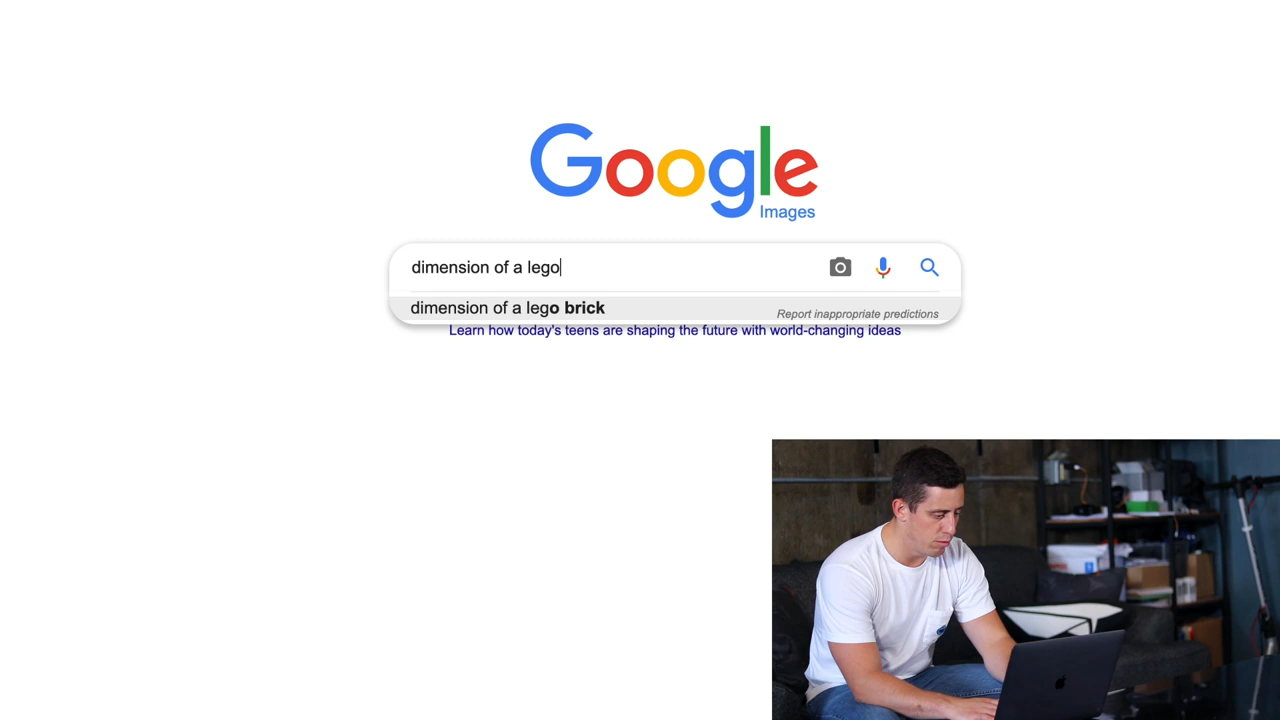 Google
Images
dimension of a lego
dimension of a lego brick
Report inappropriate predictions
Learn how today's teens are shaping the future with world-changing ideas